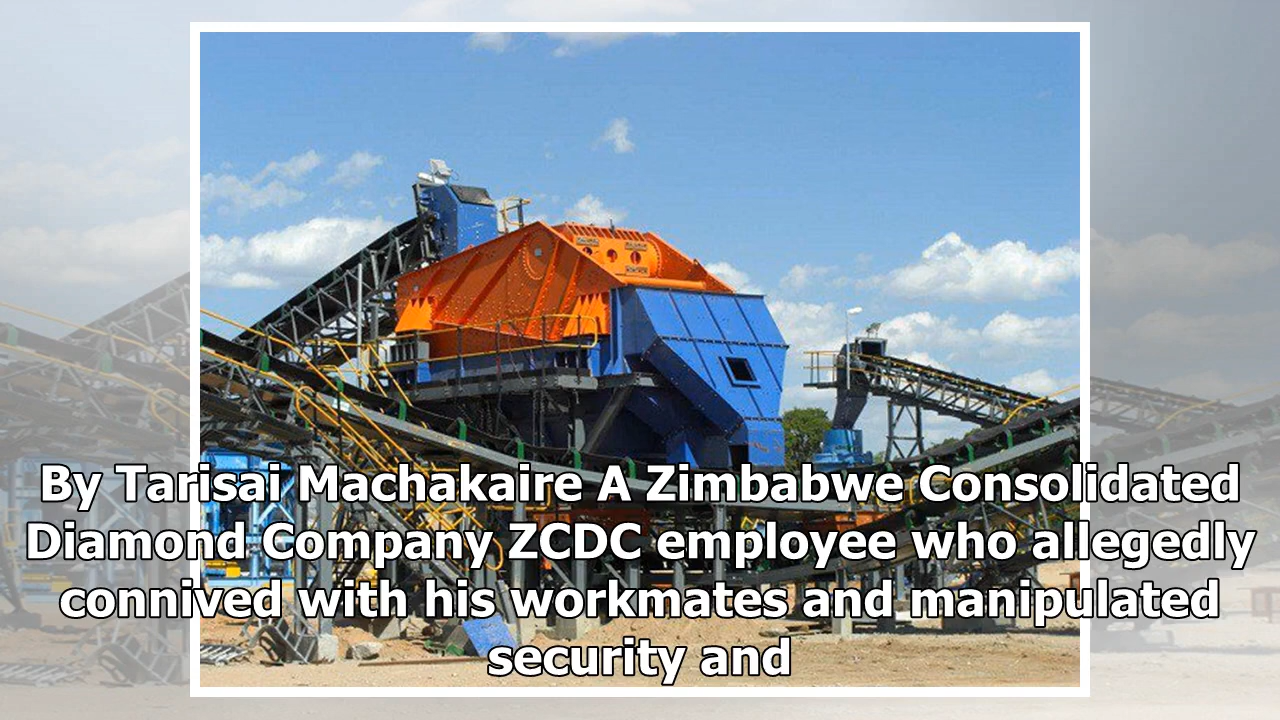 By Tarisai Machakaire A Zimbabwe Consolidated
Diamond Company ZCDC employee who allegedly
connived with his workmates and manipulated
security and